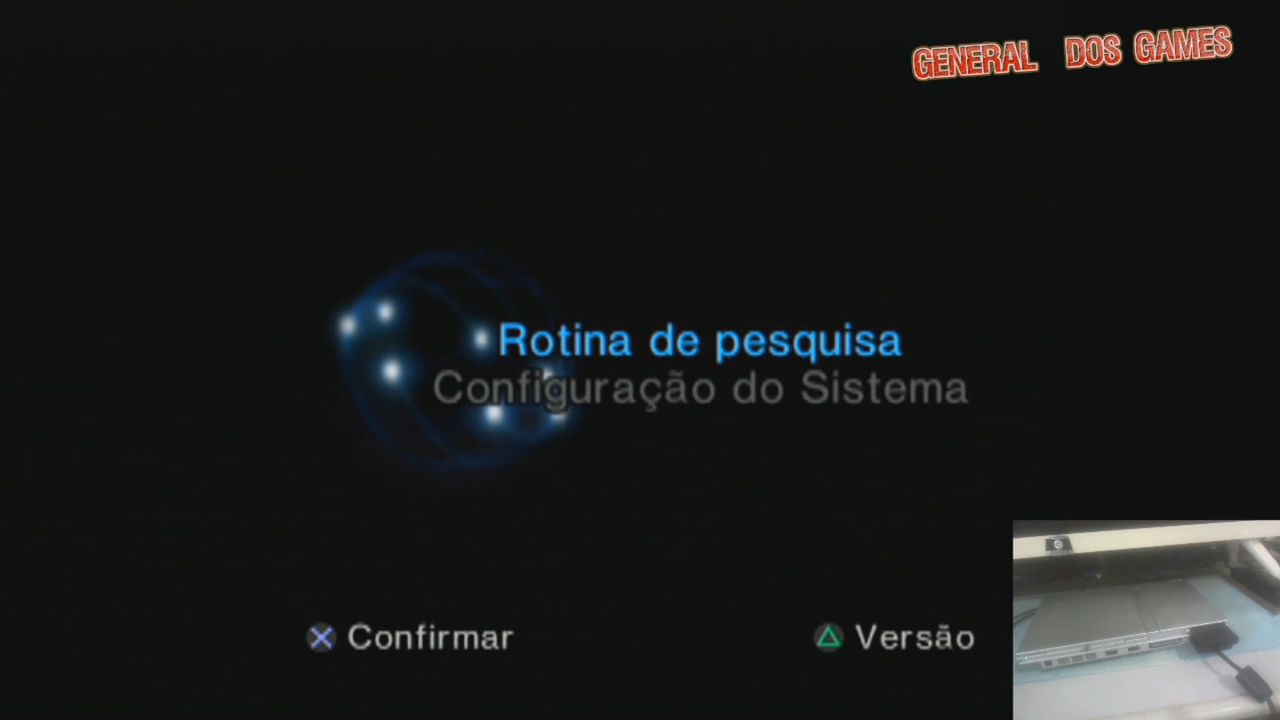 GENERAL DOS GAMES
Rotina de pesquisa
Configuração do Sistema
Confirmar
Versão